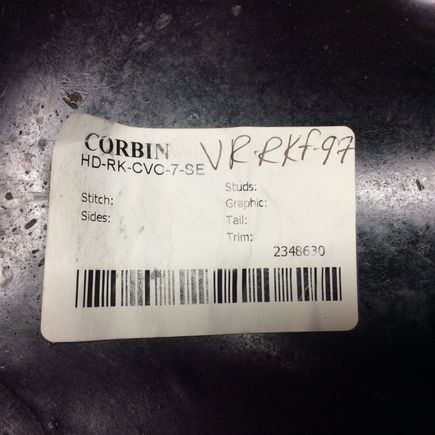 CORBIN VR-RKf-97
HD-RK-CVO-7-SE
Stitch:
Sides:
Studs:
Graphic:
Tail:
Trim:
2348630